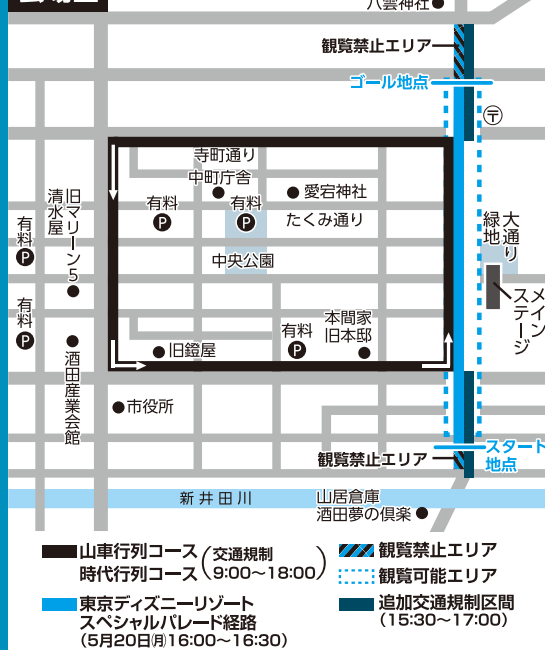 八雲神社
観覧禁止エリア
ゴール地点
〒
寺町通り
中町庁舎
愛宕神社
有料
P
有料
P
たくみ通り
大通り
緑地
旧マリーン5
清水屋
有料
P
中央公園
メイン
ステージ
有料
P
有料
P
本間家
旧本邸
旧鐙屋
酒田産業会館
市役所
スタート
地点
観覧禁止エリア
新井田川
山居倉庫
酒田夢の倶楽
山車行列コース
時代行列コース
(交通規制
9:00〜18:00)
東京ディズニーリゾート
スペシャルパレード経路
(5月20日㈪16:00〜16:30)
観覧禁止エリア
観覧可能エリア
追加交通規制区間
(15:30〜17:00)